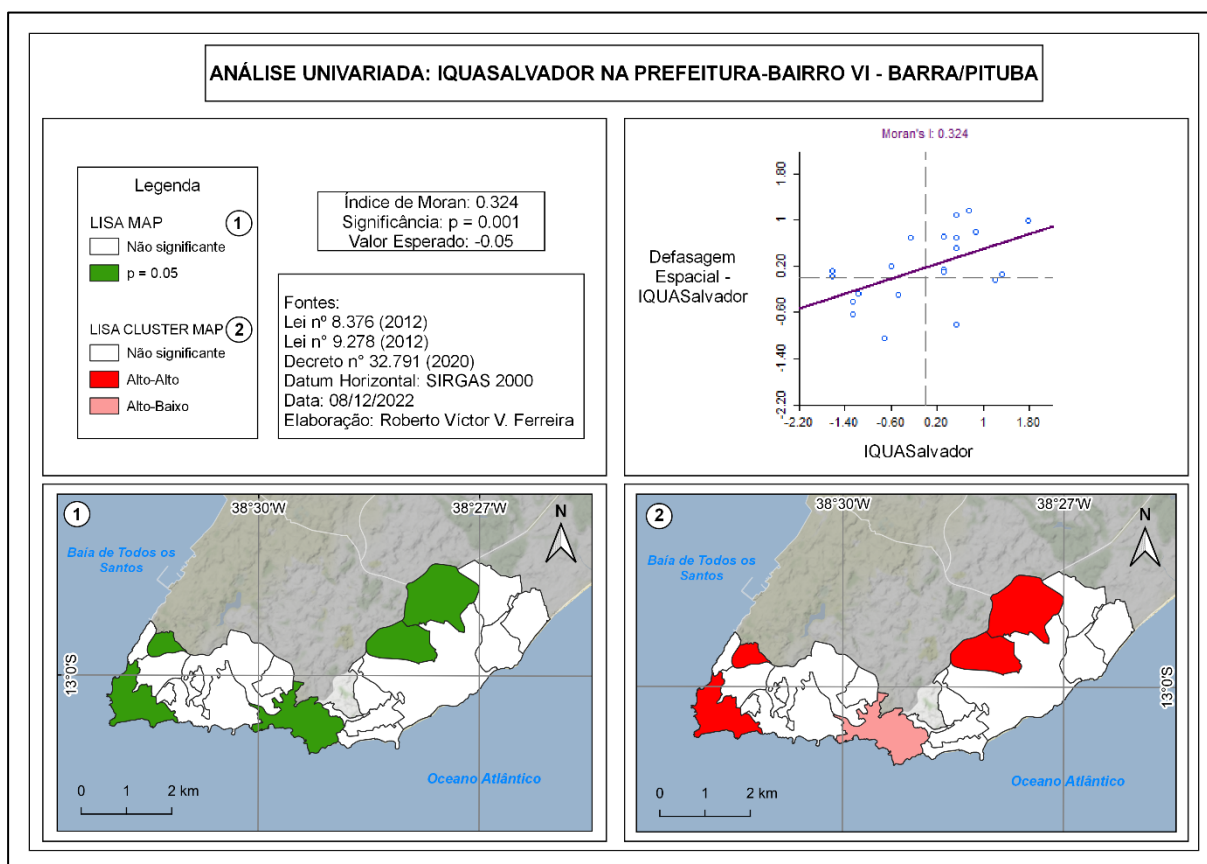 ANÁLISE UNIVARIADA: IQUASALVADOR NA PREFEITURA-BAIRRO VI - BARRA/PITUBA
Legenda
LISA MAP
1
Não significante
p = 0.05
LISA CLUSTER MAP
2
Não significante
Alto-Alto
Alto-Baixo
Índice de Moran: 0.324
Significância: p = 0.001
Valor Esperado: -0.05
Fontes:
Lei nº 8.376 (2012)
Lei n° 9.278 (2012)
Decreto n° 32.791 (2020)
Datum Horizontal: SIRGAS 2000
Data: 08/12/2022
Elaboração: Roberto Víctor V. Ferreira
Moran's I: 0.324
Defasagem
Espacial -
IQUASalvador
1.80
1
0.20
-0.60
-1.40
-2.20
-2.20
-1.40
-0.60
0.20
1
1.80
IQUASalvador
1
38°30'W
38°27'W
N
Baía de Todos os
Santos
13°0'S
Oceano Atlântico
0 1 2 km
2
38°30'W
38°27'W
N
Baía de Todos os
Santos
13°0'S
Oceano Atlântico
0 1 2 km